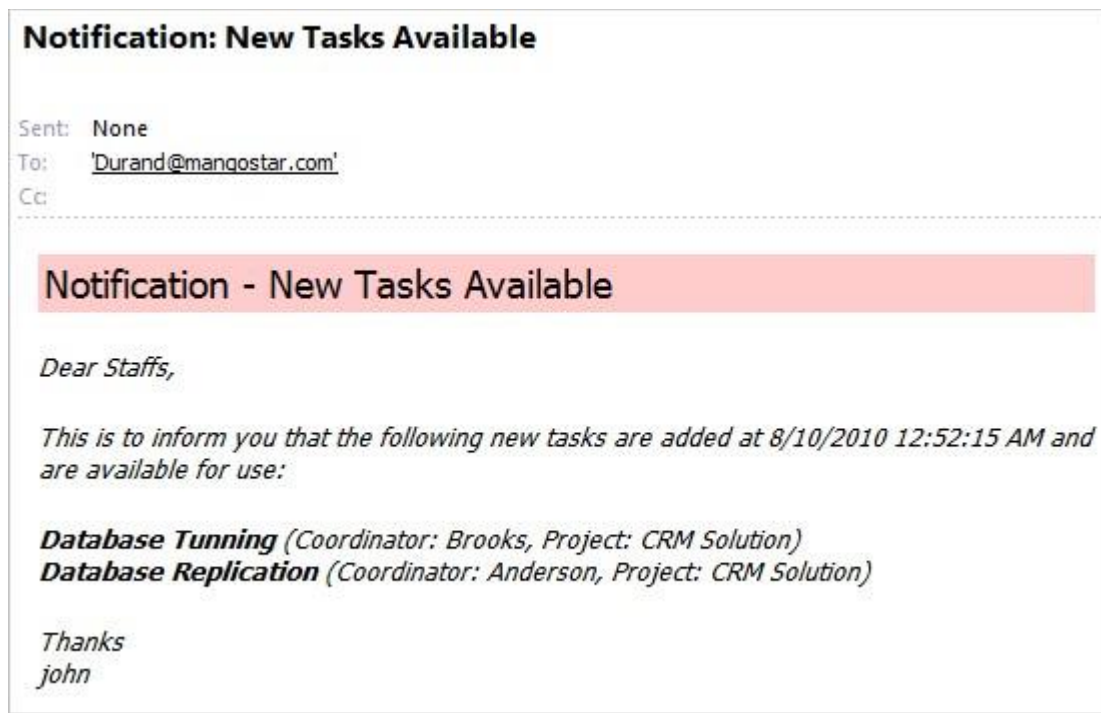 Notification: New Tasks Available
Sent: None
To: 'Durand@mangostar.com'
Cc:
Notification - New Tasks Available
Dear Staffs,
This is to inform you that the following new tasks are added at 8/10/2010 12:52:15 AM and
are available for use:
Database Tunning (Coordinator: Brooks, Project: CRM Solution)
Database Replication (Coordinator: Anderson, Project: CRM Solution)
Thanks
john